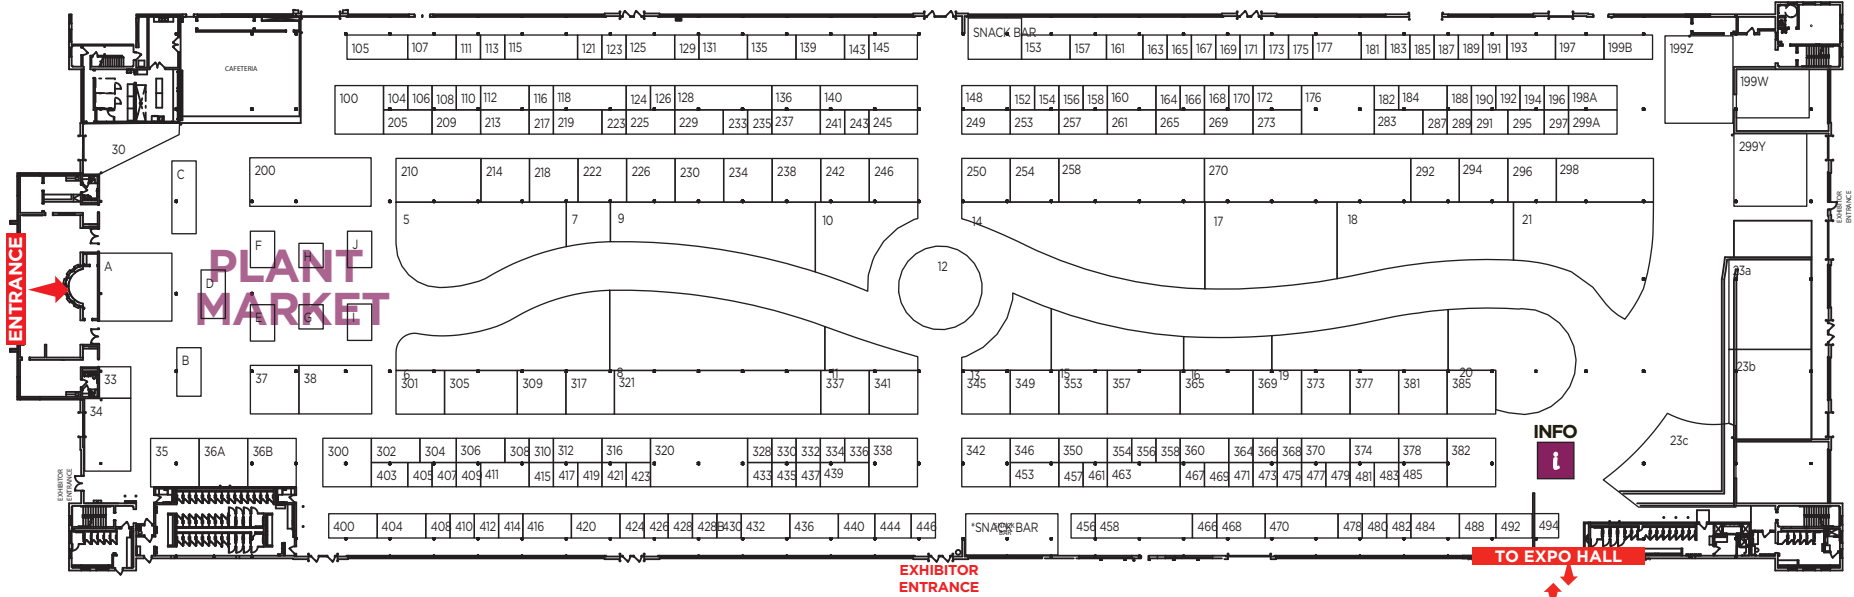 SNACK BAR
105 107 111 113 115 121 123 125 129 131 135 139 143 145 153 157 161 163 165 167 169 171 173 175 177 181 183 185 187 189 191 193 197 199B 199Z
CAFETERIA
199W
100 104 106 108 110 112 116 118 124 126 128 136 140 148 152 154 156 158 160 164 166 168 170 172 176 182 184 188 190 192 194 196 198A
205 209 213 217 219 223 225 229 233 235 237 241 243 245 249 253 257 261 265 269 273 283 287 289 291 295 297 299A
30
299Y
C 200 210 214 218 222 226 230 234 238 242 246 250 254 258 270 292 294 296 298
EXHIBITOR
ENTRANCE
5 7 9 10 14 17 18 21
F H J
PLANT
MARKET
ENTRANCE
A D E G I
12
23a
B
33 37 38
6 8 11 13 15 16 19 20
301 305 309 317 321 337 341 345 349 353 357 365 369 373 377 381 385
23b
34
INFO
i
23c
35 36A 36B 300 302 304 306 308 310 312 316 320 328 330 332 334 336 338 342 346 350 354 356 358 360 364 366 368 370 374 378 382
403 405 407 409 411 415 417 419 421 423 433 435 437 439 453 457 461 463 467 469 471 473 475 477 479 481 483 485
EXHIBITOR
ENTRANCE
400 404 408 410 412 414 416 420 424 426 428 428B 430 432 436 440 444 446 *SNACK BAR 456 458 466 468 470 478 480 482 484 488 492 494
TO EXPO HALL
EXHIBITOR
ENTRANCE